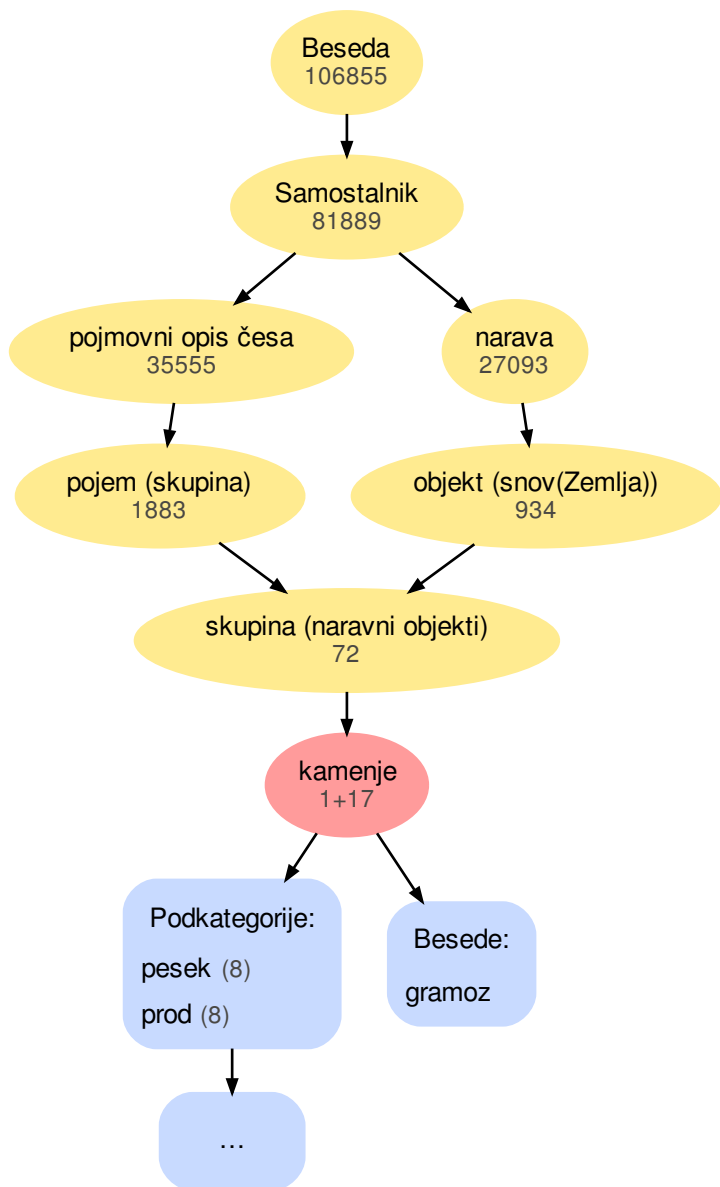 Beseda
106855
Samostalnik
81889
pojmovni opis česa
35555
narava
27093
pojem (skupina)
1883
objekt (snov(Zemlja))
934
skupina (naravni objekti)
72
kamenje
1+17
Podkategorije:
pesek (8)
prod (8)
Besede:
gramoz
…